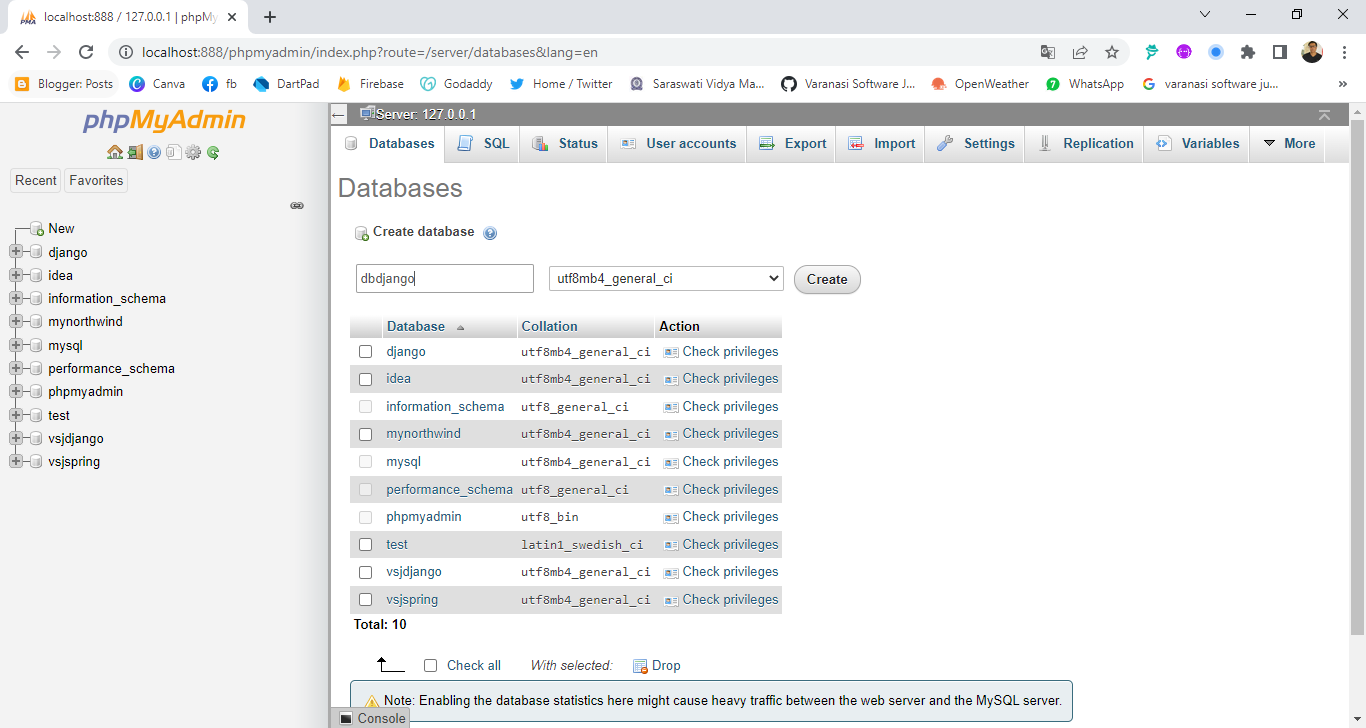 localhost:888 / 127.0.0.1 | phpMy
localhost:888/phpmyadmin/index.php?route=/server/databases&lang=en
Blogger: Posts Canva fb DartPad Firebase Godaddy Home / Twitter Saraswati Vidya Ma... Varanasi Software J... OpenWeather 7 WhatsApp varanasi software ju... »
phpMyAdmin
Server: 127.0.0.1
Databases SQL Status User accounts Export Import Settings Replication Variables More
Recent Favorites
New
django
idea
information_schema
mynorthwind
mysql
performance_schema
phpmyadmin
test
vsjdjango
vsjspring
Databases
Create database
dbdjango utf8mb4_general_ci Create
Database Collation Action
django utf8mb4_general_ci Check privileges
idea utf8mb4_general_ci Check privileges
information_schema utf8_general_ci Check privileges
mynorthwind utf8mb4_general_ci Check privileges
mysql utf8mb4_general_ci Check privileges
performance_schema utf8_general_ci Check privileges
phpmyadmin utf8_bin Check privileges
test latin1_swedish_ci Check privileges
vsjdjango utf8mb4_general_ci Check privileges
vsjspring utf8mb4_general_ci Check privileges
Total: 10
Check all With selected: Drop
Note: Enabling the database statistics here might cause heavy traffic between the web server and the MySQL server.
Console